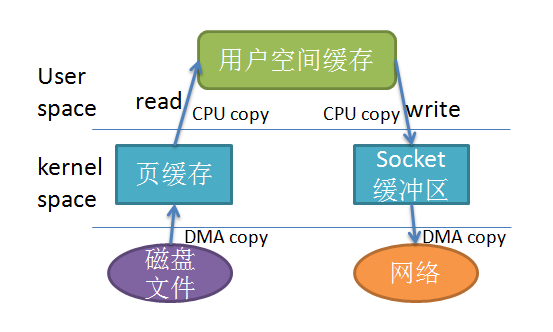 用户空间缓存
User
space
read
CPU copy
CPU copy
write
kernel
space
页缓存
Socket
缓冲区
DMA copy
DMA copy
磁盘
文件
网络